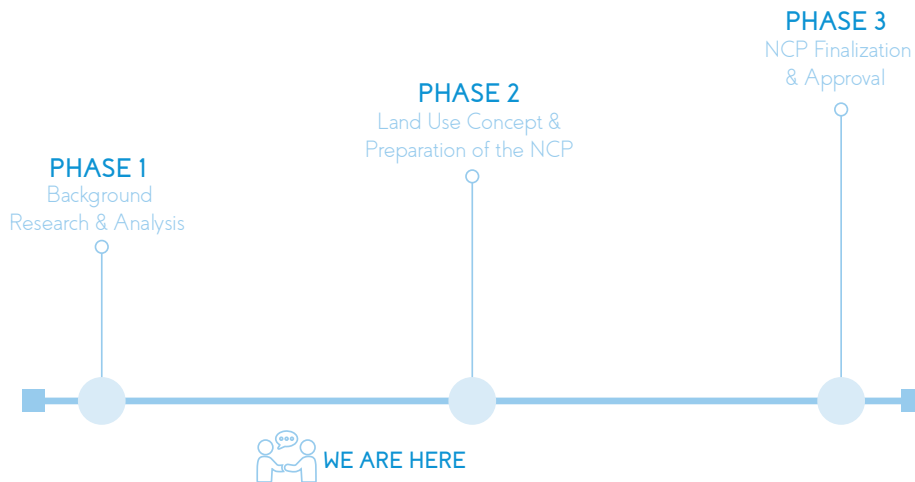 PHASE 1
Background
Research & Analysis
PHASE 2
Land Use Concept &
Preparation of the NCP
PHASE 3
NCP Finalization
& Approval
WE ARE HERE